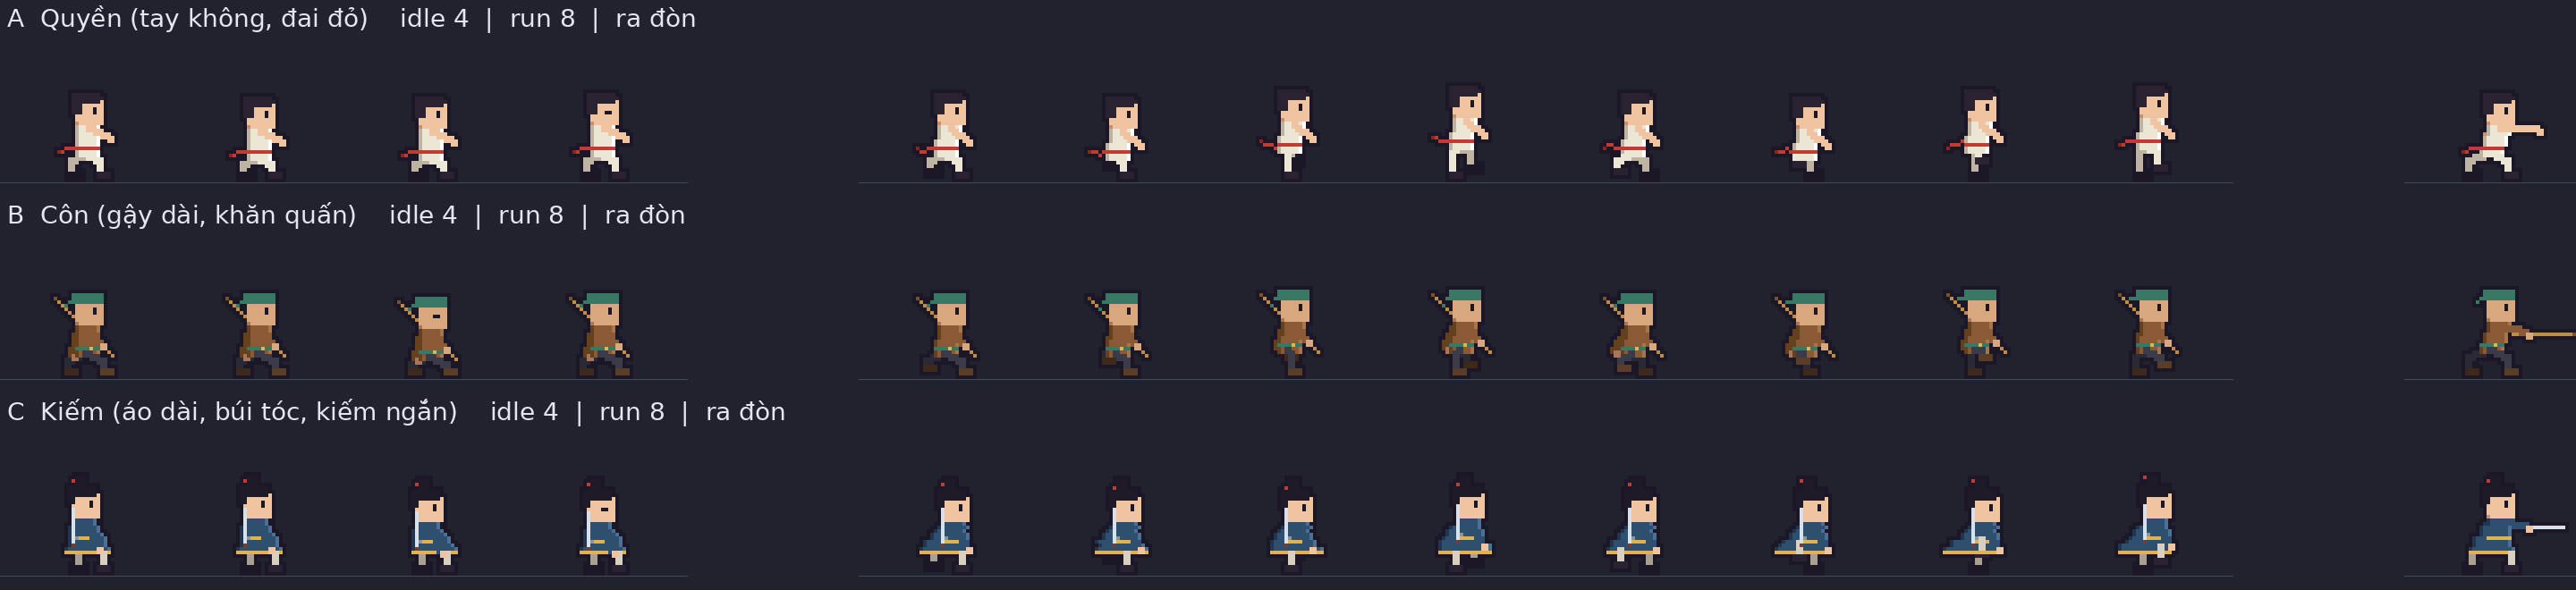 A Quyền (tay không, đai đỏ) idle 4 | run 8 | ra đòn
B Côn (gậy dài, khăn quấn) idle 4 | run 8 | ra đòn
C Kiếm (áo dài, búi tóc, kiếm ngắn) idle 4 | run 8 | ra đòn